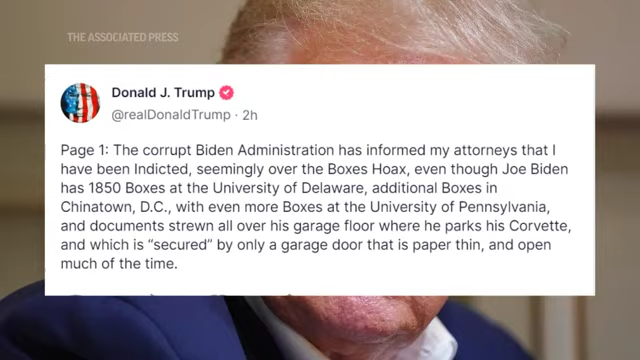 THE ASSOCIATED PRESS
Donald J. Trump
@realDonaldTrump · 2h
Page 1: The corrupt Biden Administration has informed my attorneys that I
have been Indicted, seemingly over the Boxes Hoax, even though Joe Biden
has 1850 Boxes at the University of Delaware, additional Boxes in
Chinatown, D.C., with even more Boxes at the University of Pennsylvania,
and documents strewn all over his garage floor where he parks his Corvette,
and which is “secured” by only a garage door that is paper thin, and open
much of the time.